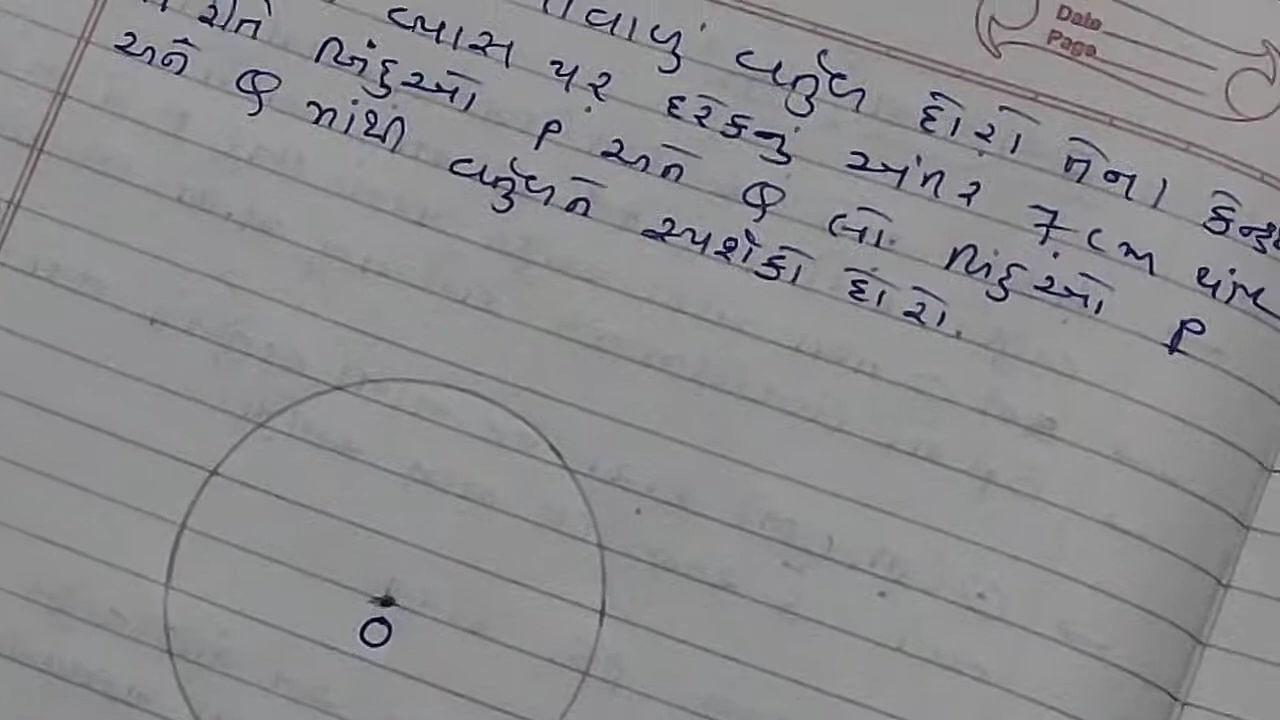 Date
Page
વર્તુળ દોરો તેના
વ્યાસ પર દરેકનું અંતર 7 cm થાય
રીતે બિંદુઓ P અને Q લો. બિંદુઓ P
અને Q માંથી વર્તુળને સ્પર્શકો દોરો.
O